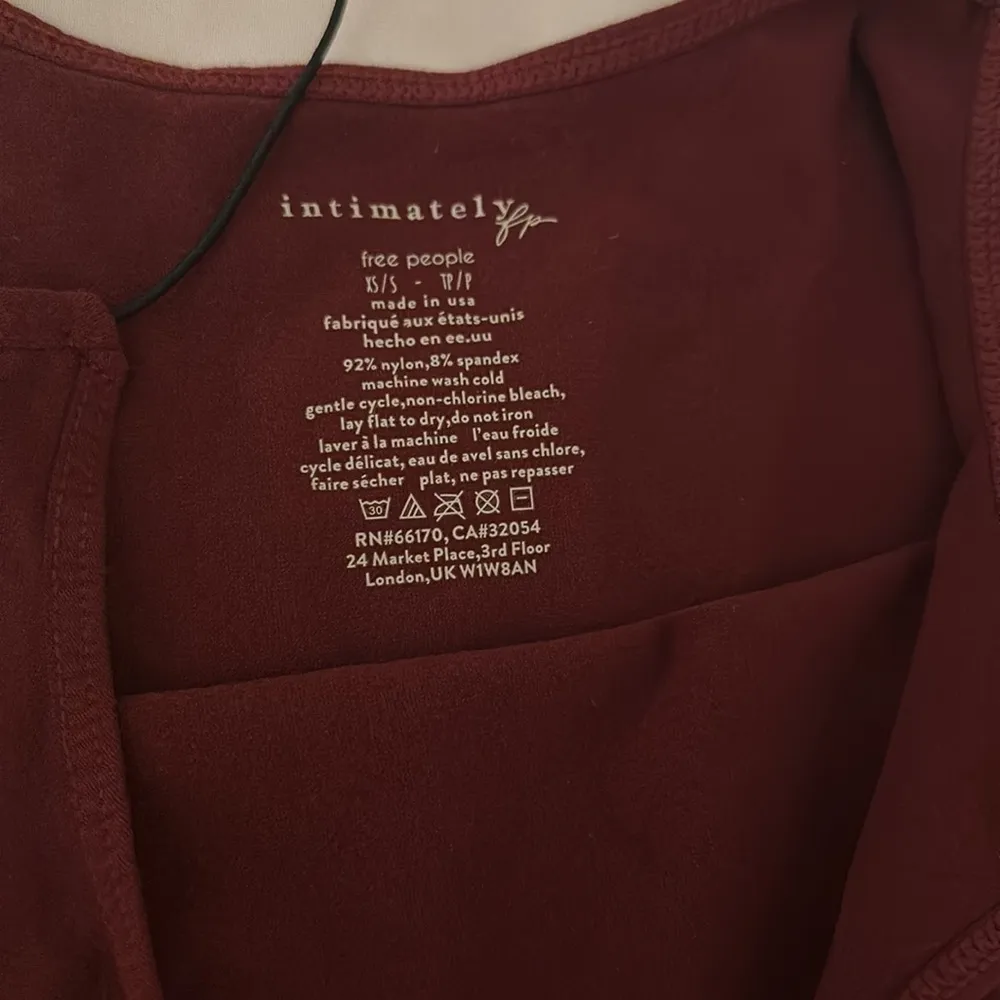 intimately fp
free people
XS/S - TP/P
made in usa
fabriqué aux états-unis
hecho en ee.uu
92% nylon,8% spandex
machine wash cold
gentle cycle,non-chlorine bleach,
lay flat to dry,do not iron
laver à la machine l'eau froide
cycle délicat, eau de avel sans chlore,
faire sécher plat, ne pas repasser
30
RN#66170, CA#32054
24 Market Place,3rd Floor
London,UK W1W8AN